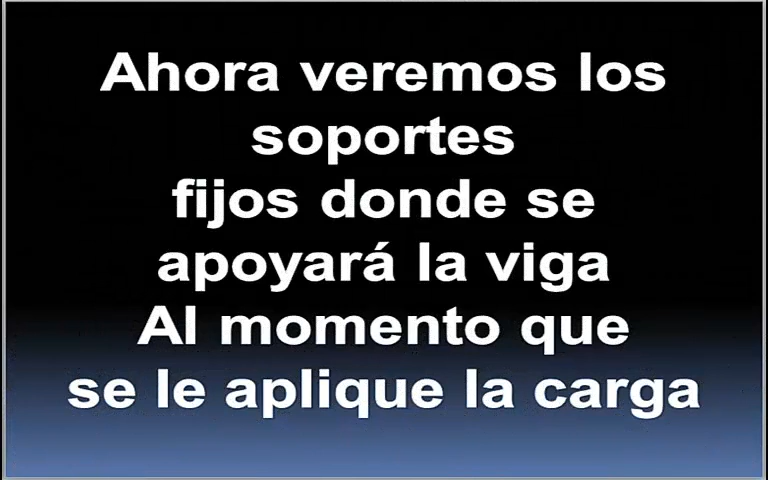 Ahora veremos los
soportes
fijos donde se
apoyará la viga
Al momento que
se le aplique la carga